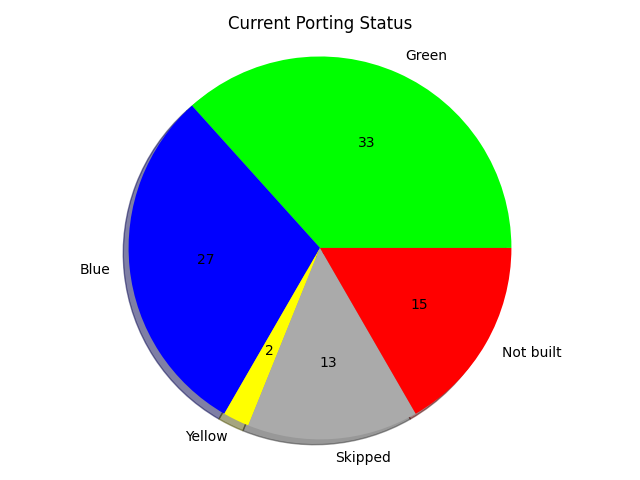 Current Porting Status
Green
33
27
Blue
2
15
Not built
13
Yellow
Skipped